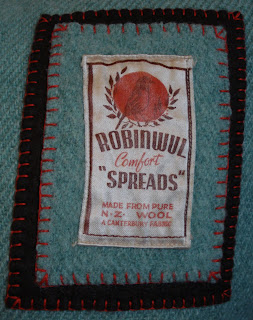 ROBINWUL
Comfort
"SPREADS"
MADE FROM PURE
N-Z- WOOL
A CANTERBURY FABRIC